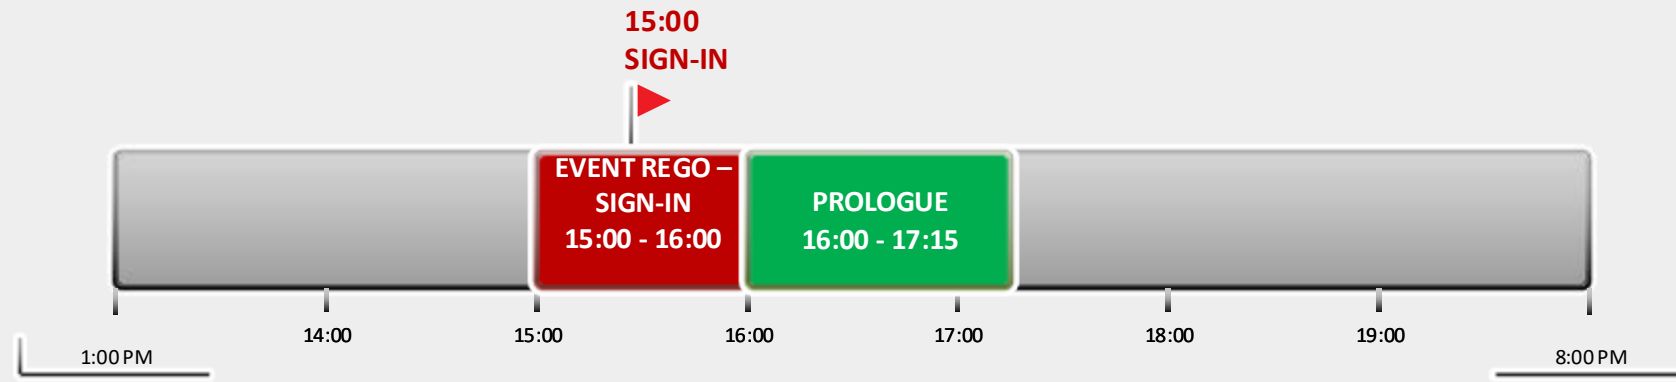 15:00
SIGN-IN
EVENT REGO –
SIGN-IN
15:00 - 16:00
PROLOGUE
16:00 - 17:15
14:00
15:00
16:00
17:00
18:00
19:00
1:00 PM
8:00 PM